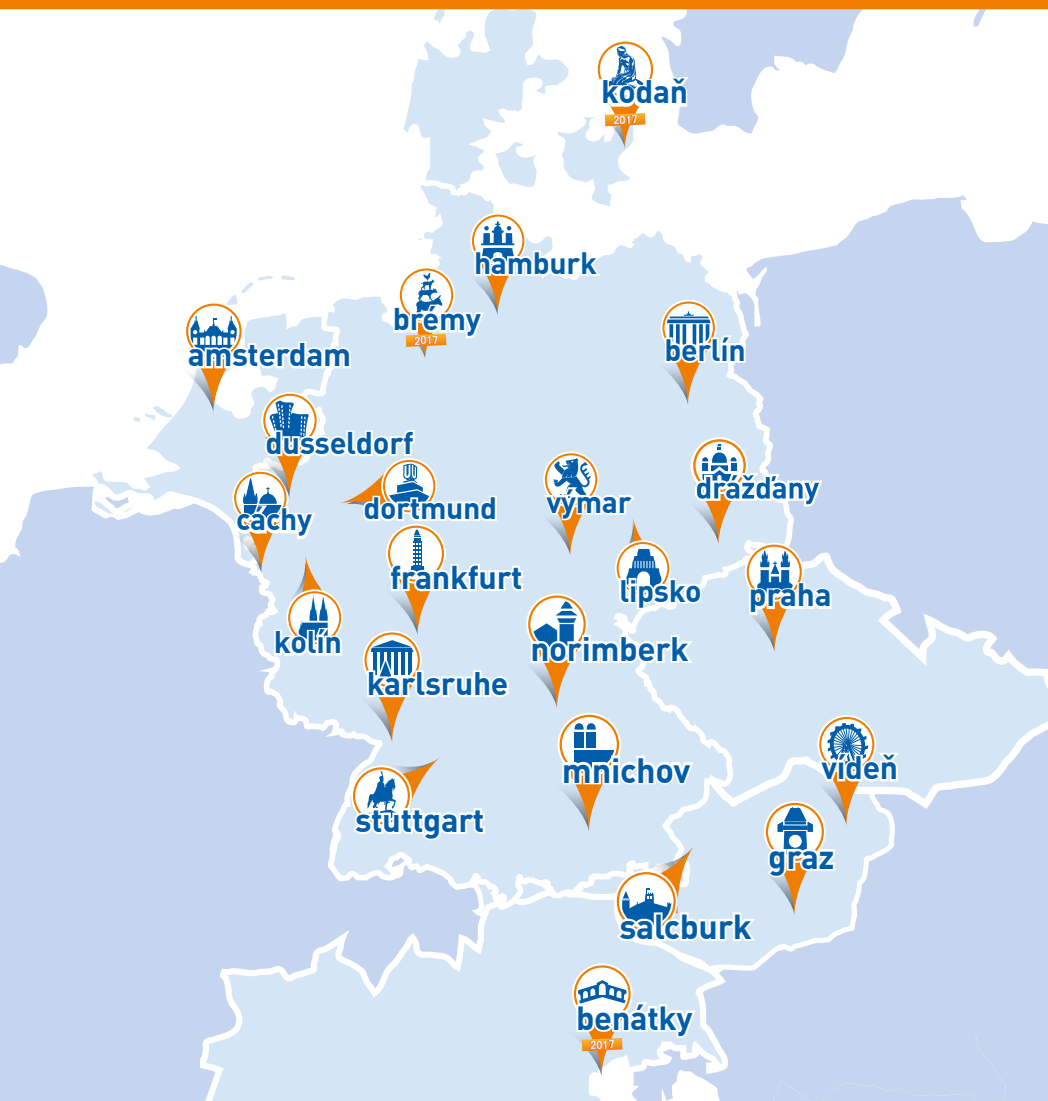 kodaň
2017
hamburk
brémy
2017
amsterdam
berlín
dusseldorf
drážďany
dortmund
výmar
cáchy
frankfurt
lipsko
praha
kolín
norimberk
karlsruhe
mnichov
vídeň
stuttgart
graz
salcburk
benátky
2017